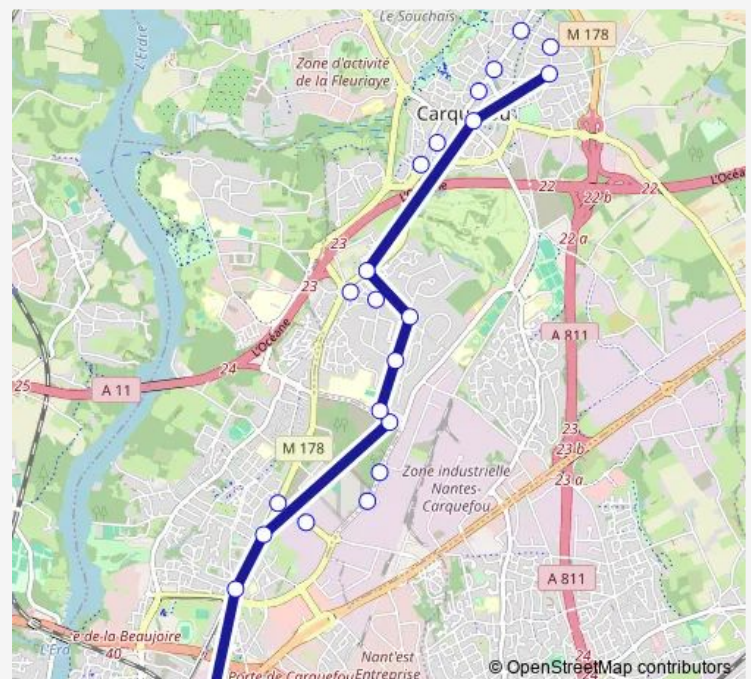 Le Souchais
M 178
L'Erdre
Zone d'activité
de la Fleuriaye
Carquefou
22
22
L'Océane
22 b
23
22 a
23
L'Océane
A 811
24
25
A 11
23
23 b
M 178
23 a
Zone industrielle
Nantes-
Carquefou
A 811
e de la Beaujoire
40
L'Erd
Nant'est
Entreprise
24
Porte de Carquefou
© OpenStreetMap contributors